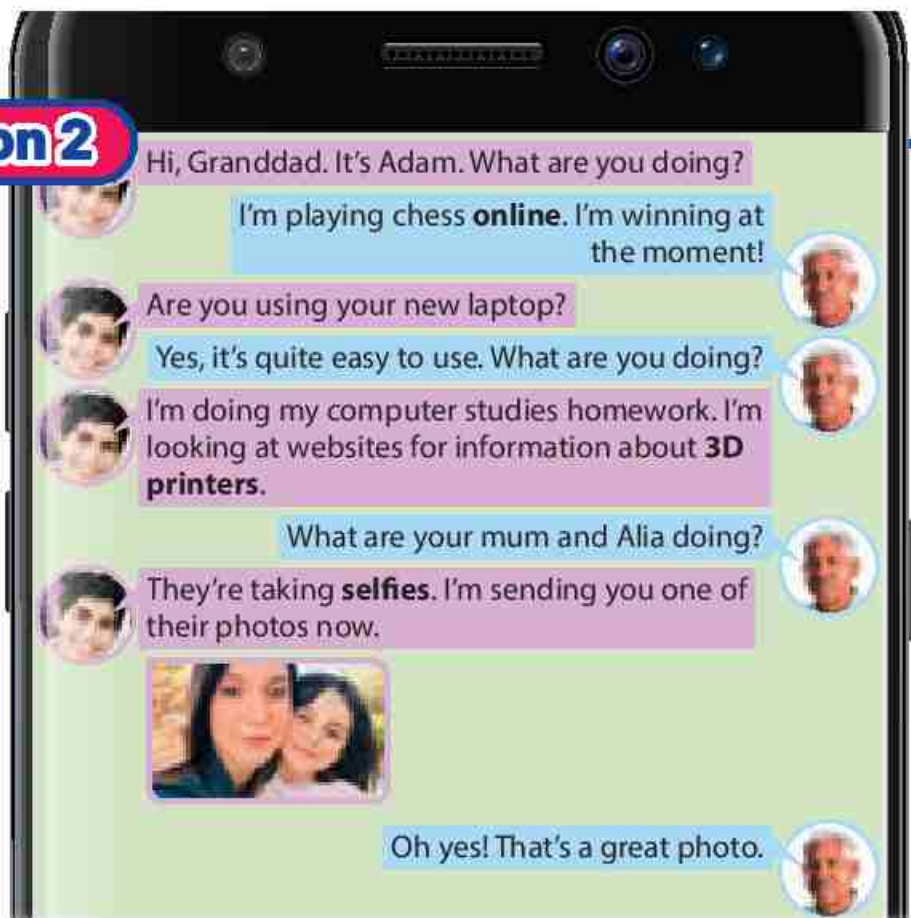 on 2
Hi, Granddad. It's Adam. What are you doing?
I'm playing chess online. I'm winning at
the moment!
Are you using your new laptop?
Yes, it's quite easy to use. What are you doing?
I'm doing my computer studies homework. I'm
looking at websites for information about 3D
printers.
What are your mum and Alia doing?
They're taking selfies. I'm sending you one of
their photos now.
Oh yes! That's a great photo.